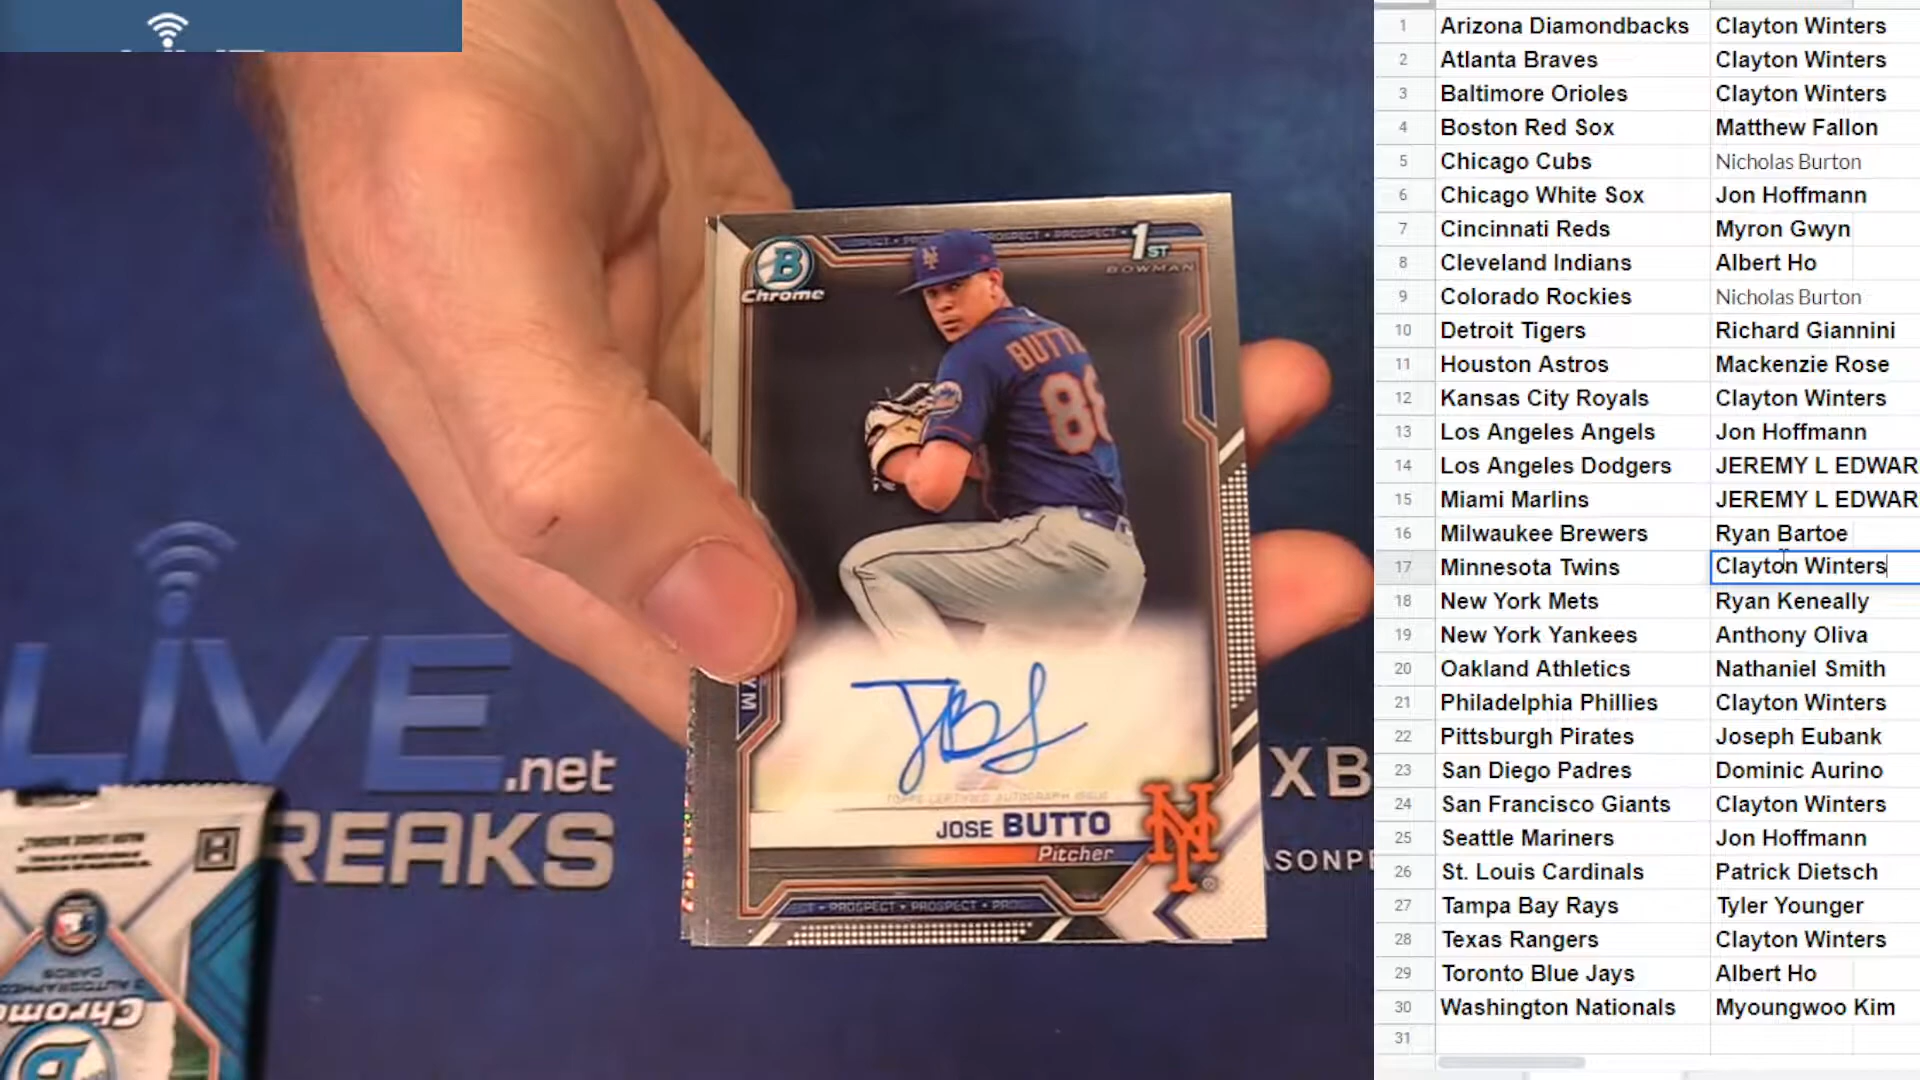 B
Chrome
1ST
BOWMAN
NY
BUTT
86
JOSE BUTTO
Pitcher
NY
PROSPECT • PROSPECT
LIVE.net
REAKS
XB
ASONP
Chrome
1 Arizona Diamondbacks Clayton Winters
2 Atlanta Braves Clayton Winters
3 Baltimore Orioles Clayton Winters
4 Boston Red Sox Matthew Fallon
5 Chicago Cubs Nicholas Burton
6 Chicago White Sox Jon Hoffmann
7 Cincinnati Reds Myron Gwyn
8 Cleveland Indians Albert Ho
9 Colorado Rockies Nicholas Burton
10 Detroit Tigers Richard Giannini
11 Houston Astros Mackenzie Rose
12 Kansas City Royals Clayton Winters
13 Los Angeles Angels Jon Hoffmann
14 Los Angeles Dodgers JEREMY L EDWAR
15 Miami Marlins JEREMY L EDWAR
16 Milwaukee Brewers Ryan Bartoe
17 Minnesota Twins Clayton Winters
18 New York Mets Ryan Keneally
19 New York Yankees Anthony Oliva
20 Oakland Athletics Nathaniel Smith
21 Philadelphia Phillies Clayton Winters
22 Pittsburgh Pirates Joseph Eubank
23 San Diego Padres Dominic Aurino
24 San Francisco Giants Clayton Winters
25 Seattle Mariners Jon Hoffmann
26 St. Louis Cardinals Patrick Dietsch
27 Tampa Bay Rays Tyler Younger
28 Texas Rangers Clayton Winters
29 Toronto Blue Jays Albert Ho
30 Washington Nationals Myoungwoo Kim
31